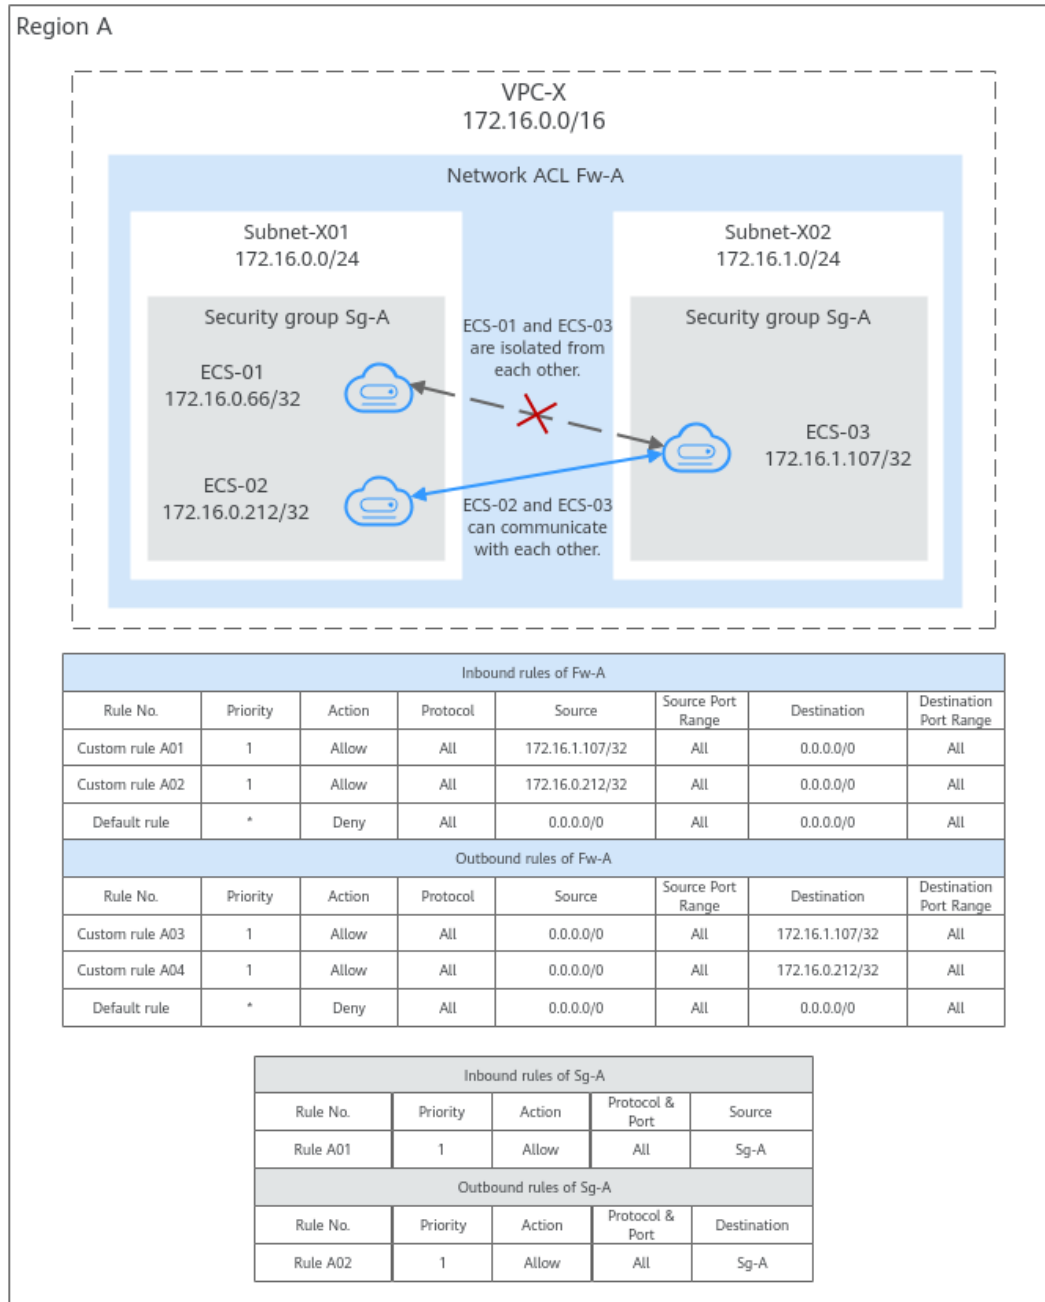 Region A
VPC-X
172.16.0.0/16
Network ACL Fw-A
Subnet-X01
172.16.0.0/24
Subnet-X02
172.16.1.0/24
Security group Sg-A
Security group Sg-A
ECS-01
172.16.0.66/32
ECS-02
172.16.0.212/32
ECS-01 and ECS-03
are isolated from
each other.
ECS-02 and ECS-03
can communicate
with each other.
ECS-03
172.16.1.107/32
Inbound rules of Fw-A
Rule No. Priority Action Protocol Source Source Port Range Destination Destination Port Range
Custom rule A01 1 Allow All 172.16.1.107/32 All 0.0.0.0/0 All
Custom rule A02 1 Allow All 172.16.0.212/32 All 0.0.0.0/0 All
Default rule * Deny All 0.0.0.0/0 All 0.0.0.0/0 All
Outbound rules of Fw-A
Rule No. Priority Action Protocol Source Source Port Range Destination Destination Port Range
Custom rule A03 1 Allow All 0.0.0.0/0 All 172.16.1.107/32 All
Custom rule A04 1 Allow All 0.0.0.0/0 All 172.16.0.212/32 All
Default rule * Deny All 0.0.0.0/0 All 0.0.0.0/0 All
Inbound rules of Sg-A
Rule No. Priority Action Protocol & Port Source
Rule A01 1 Allow All Sg-A
Outbound rules of Sg-A
Rule No. Priority Action Protocol & Port Destination
Rule A02 1 Allow All Sg-A